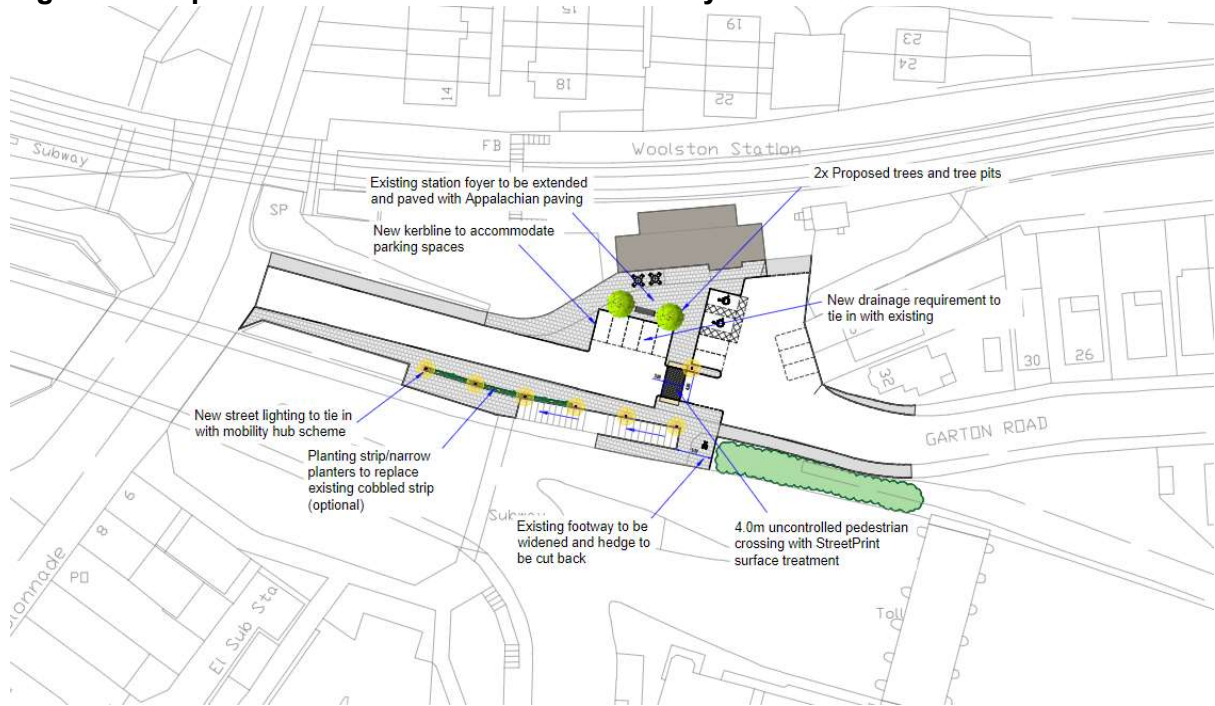 15
19
23
24
14
18
22
Subway
FB
Woolston Station
SP
Existing station foyer to be extended
and paved with Appalachian paving
2x Proposed trees and tree pits
New kerbline to accommodate
parking spaces
New drainage requirement to
tie in with existing
30
26
32
GARTON ROAD
New street lighting to tie in
with mobility hub scheme
Planting strip/narrow
planters to replace
existing cobbled strip
(optional)
Existing footway to be
widened and hedge to
be cut back
4.0m uncontrolled pedestrian
crossing with StreetPrint
surface treatment
6
8
PO
El Sub Sta
Toll